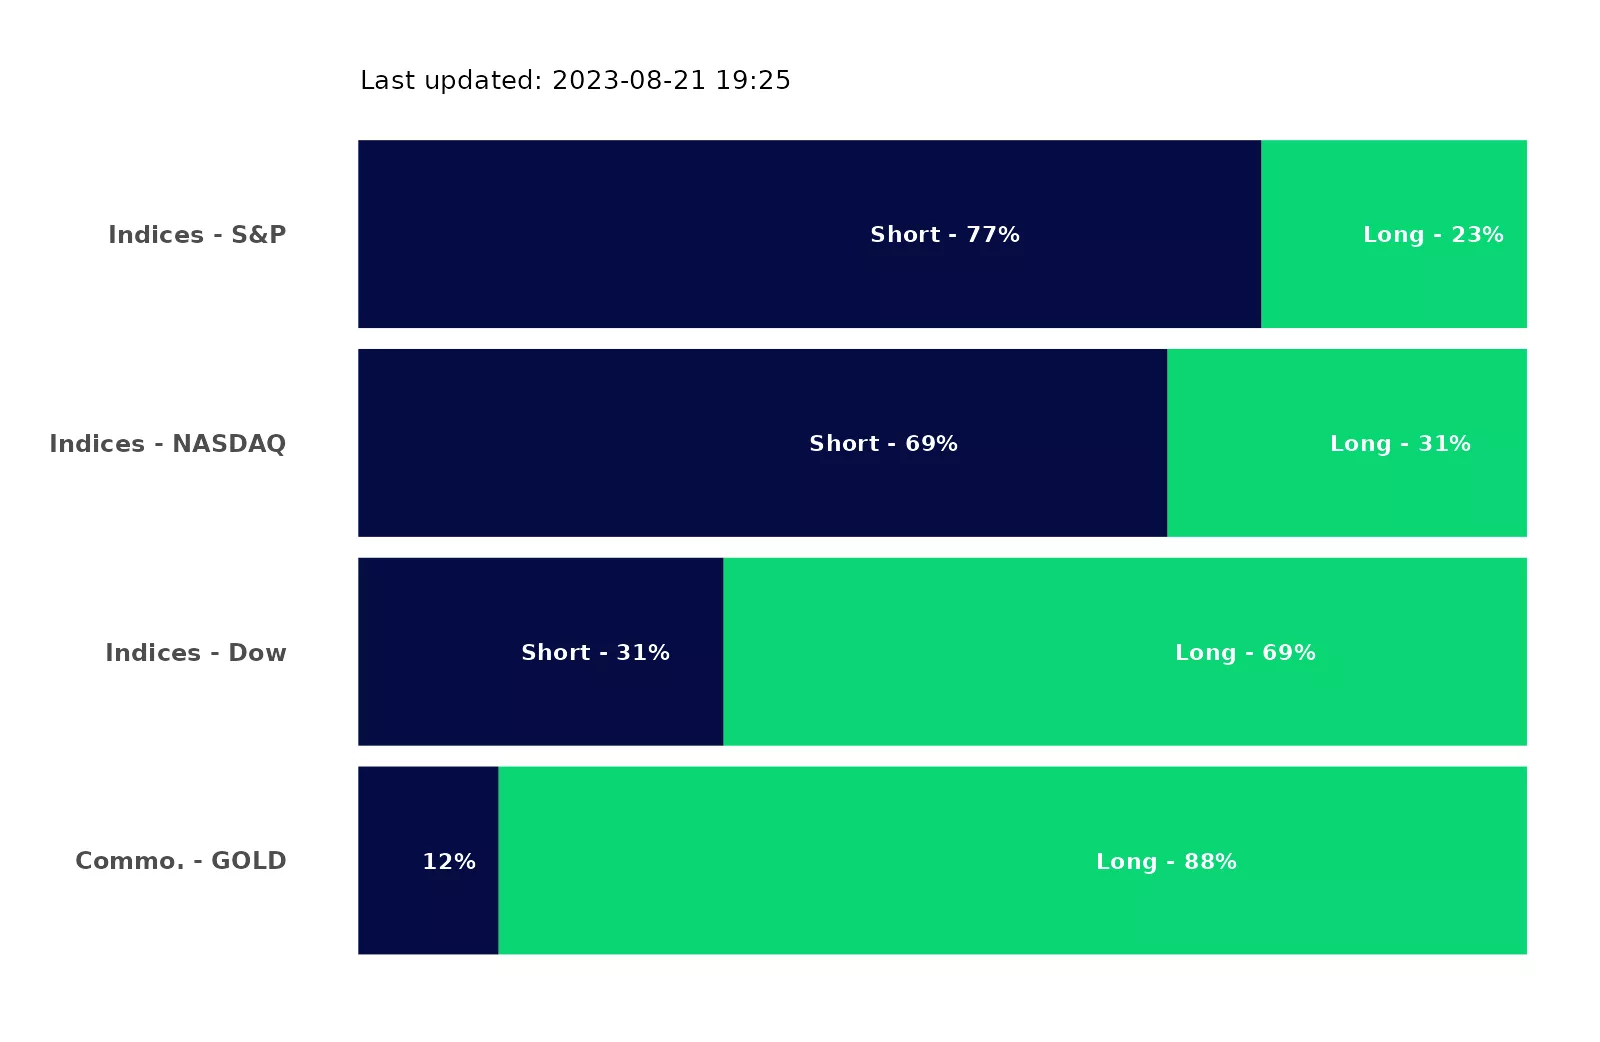 Last updated: 2023-08-21 19:25
Indices - S&P
Short - 77%
Long - 23%
Indices - NASDAQ
Short - 69%
Long - 31%
Indices - Dow
Short - 31%
Long - 69%
Commo. - GOLD
12%
Long - 88%